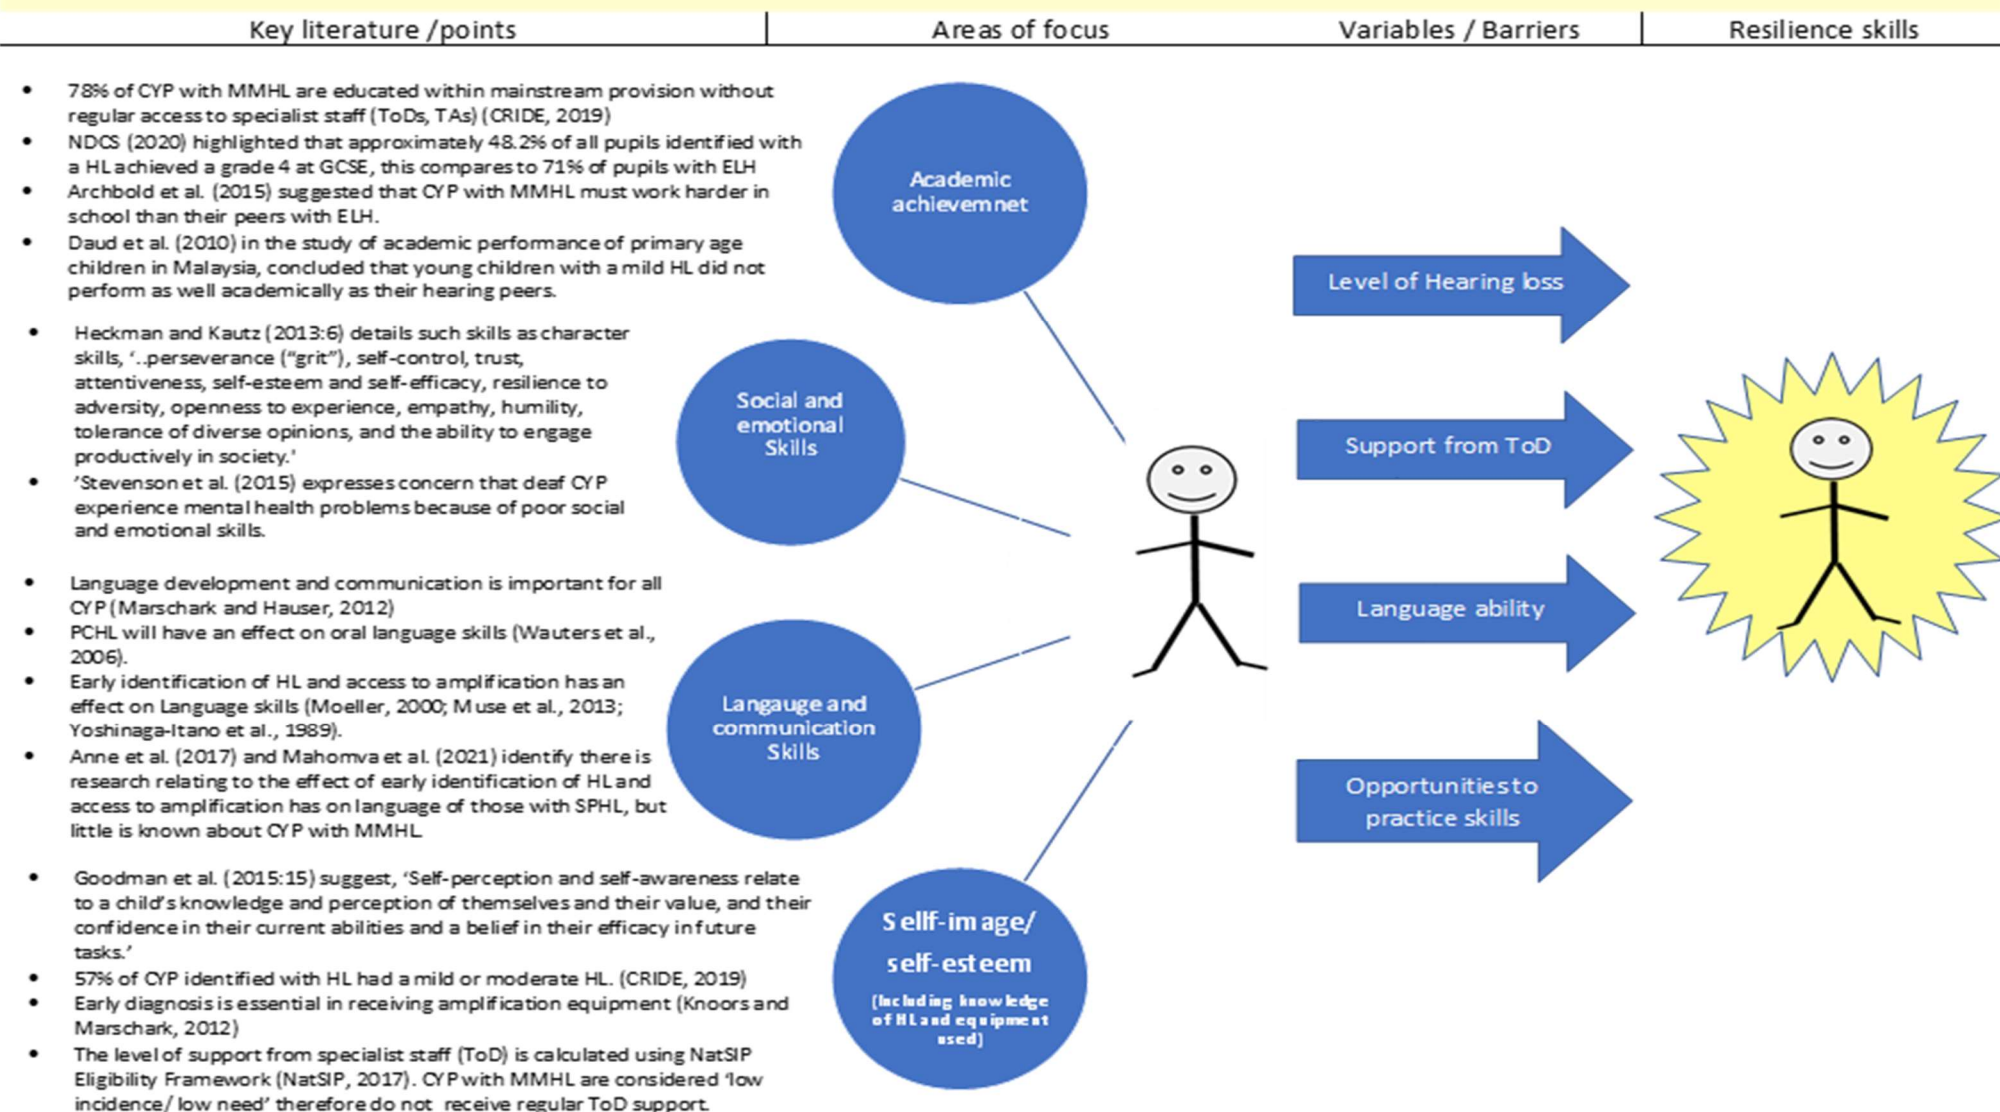 Key literature /points
Areas of focus
Variables / Barriers
Resilience skills
• 78% of CYP with MMHL are educated within mainstream provision without
regular access to specialist staff (ToDs, TAs) (CRIDE, 2019)
• NDCS (2020) highlighted that approximately 48.2% of all pupils identified with
a HL achieved a grade 4 at GCSE, this compares to 71% of pupils with ELH
• Archbold et al. (2015) suggested that CYP with MMHL must work harder in
school than their peers with ELH.
• Daud et al. (2010) in the study of academic performance of primary age
children in Malaysia, concluded that young children with a mild HL did not
perform as well academically as their hearing peers.
• Heckman and Kautz (2013:6) details such skills as character
skills, ‘..perseverance (“grit”), self-control, trust,
attentiveness, self-esteem and self-efficacy, resilience to
adversity, openness to experience, empathy, humility,
tolerance of diverse opinions, and the ability to engage
productively in society.'
• ‘Stevenson et al. (2015) expresses concern that deaf CYP
experience mental health problems because of poor social
and emotional skills.
• Language development and communication is important for all
CYP (Marschark and Hauser, 2012)
• PCHL will have an effect on oral language skills (Wauters et al.,
2006).
• Early identification of HL and access to amplification has an
effect on Language skills (Moeller, 2000; Muse et al., 2013;
Yoshinaga-Itano et al., 1989).
• Anne et al. (2017) and Mahomva et al. (2021) identify there is
research relating to the effect of early identification of HL and
access to amplification has on language of those with SPHL, but
little is known about CYP with MMHL
• Goodman et al. (2015:15) suggest, ‘Self-perception and self-awareness relate
to a child’s knowledge and perception of themselves and their value, and their
confidence in their current abilities and a belief in their efficacy in future
tasks.’
• 57% of CYP identified with HL had a mild or moderate HL. (CRIDE, 2019)
• Early diagnosis is essential in receiving amplification equipment (Knoors and
Marschark, 2012)
• The level of support from specialist staff (ToD) is calculated using NatSIP
Eligibility Framework (NatSIP, 2017). CYP with MMHL are considered ‘low
incidence/ low need’ therefore do not receive regular ToD support.
Academic
achievemnet
Social and
emotional
Skills
Langauge and
communication
Skills
Sellf-image/
self-esteem
(Including knowledge
of HL and equipment
used)
Level of Hearing loss
Support from ToD
Language ability
Opportunities to
practice skills